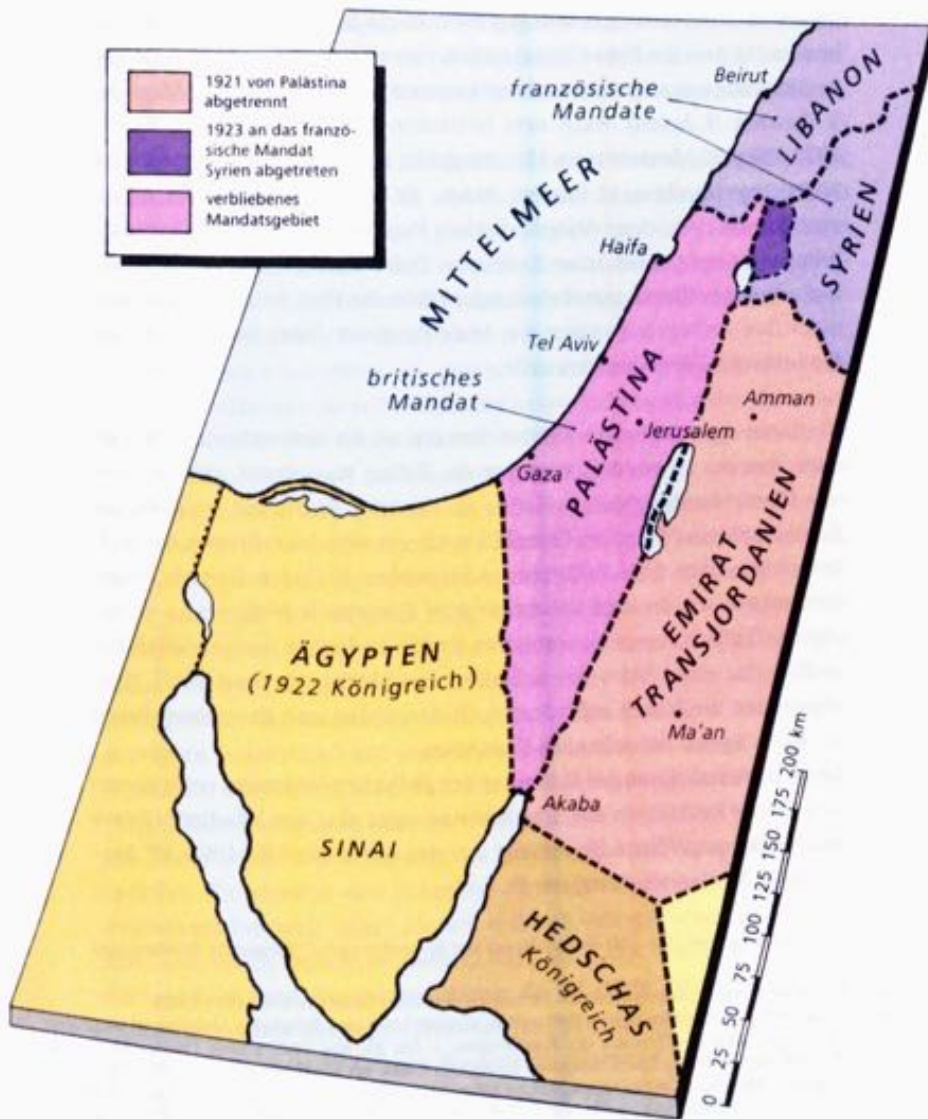 1921 von Palästina
abgetrennt
1923 an das franzö-
sische Mandat
Syrien abgetreten
verbliebenes
Mandatsgebiet
französische
Mandate
Beirut
LIBANON
SYRIEN
MITTELMEER
Haifa
Tel Aviv
britisches
Mandat
PALÄSTINA
Amman
Jerusalem
Gaza
EMIRAT
TRANSJORDANIEN
ÄGYPTEN
(1922 Königreich)
Ma'an
Akaba
SINAI
HEDSCHAS
Königreich
0 25 50 75 100 125 150 175 200 km